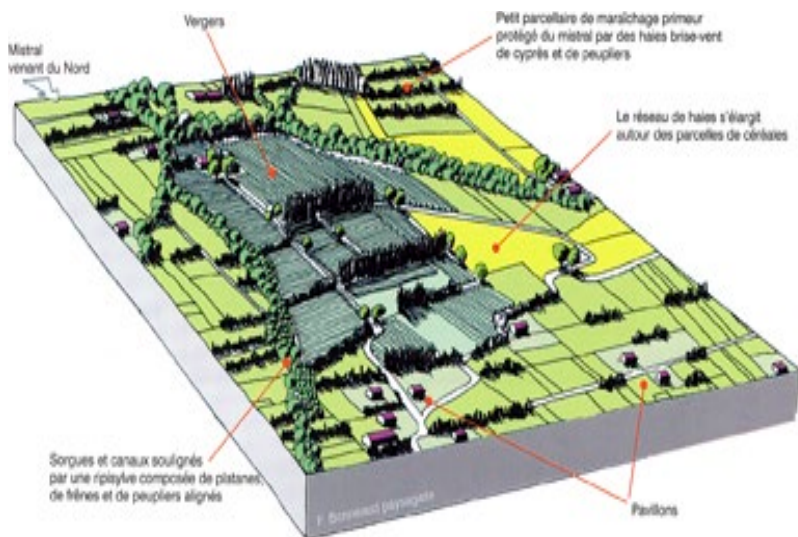 Vergers
Petit parcellaire de maraîchage primeur
protégé du mistral par des haies brise-vent
de cyprès et de peupliers
Mistral
venant du Nord
Le réseau de haies s'élargit
autour des parcelles de céréales
Sorgues et canaux soulignés
par une ripisylve composée de platanes,
de frênes et de peupliers alignés
Pavillons
paysagiste